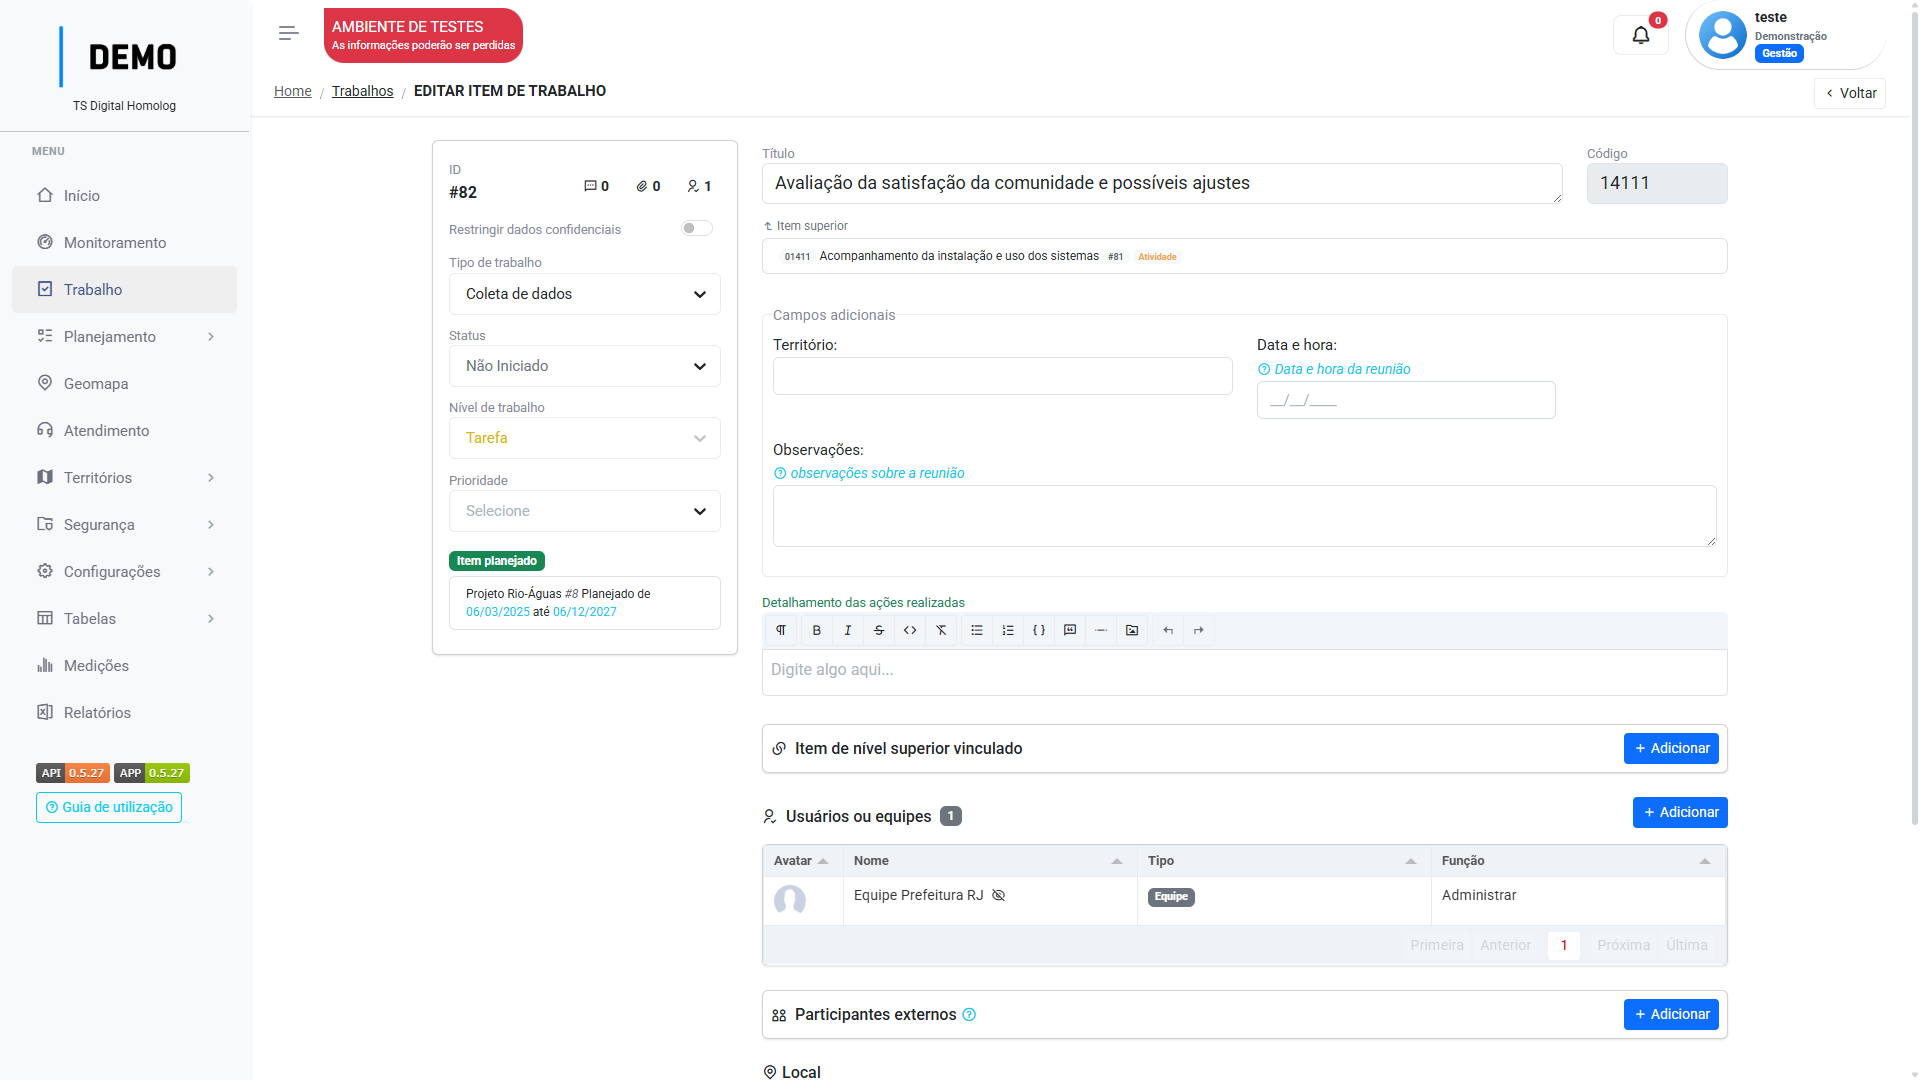 DEMO
TS Digital Homolog
MENU
Início
Monitoramento
Trabalho
Planejamento
Geomapa
Atendimento
Territórios
Segurança
Configurações
Tabelas
Medições
Relatórios
API 0.5.27 APP 0.5.27
Guia de utilização
AMBIENTE DE TESTES
As informações poderão ser perdidas
0
teste
Demonstração
Gestão
Home / Trabalhos / EDITAR ITEM DE TRABALHO
Voltar
ID
#82
0 0 1
Restringir dados confidenciais
Tipo de trabalho
Coleta de dados
Status
Não Iniciado
Nível de trabalho
Tarefa
Prioridade
Selecione
Item planejado
Projeto Rio-Águas #8 Planejado de
06/03/2025 até 06/12/2027
Título
Avaliação da satisfação da comunidade e possíveis ajustes
Código
14111
Item superior
01411 Acompanhamento da instalação e uso dos sistemas #81 Atividade
Campos adicionais
Território:
Data e hora:
Data e hora da reunião
__/__/____
Observações:
observações sobre a reunião
Detalhamento das ações realizadas
Digite algo aqui...
Item de nível superior vinculado
+ Adicionar
Usuários ou equipes 1
+ Adicionar
Avatar Nome Tipo Função
Equipe Prefeitura RJ Equipe Administrar
Primeira Anterior 1 Próxima Última
Participantes externos
+ Adicionar
Local